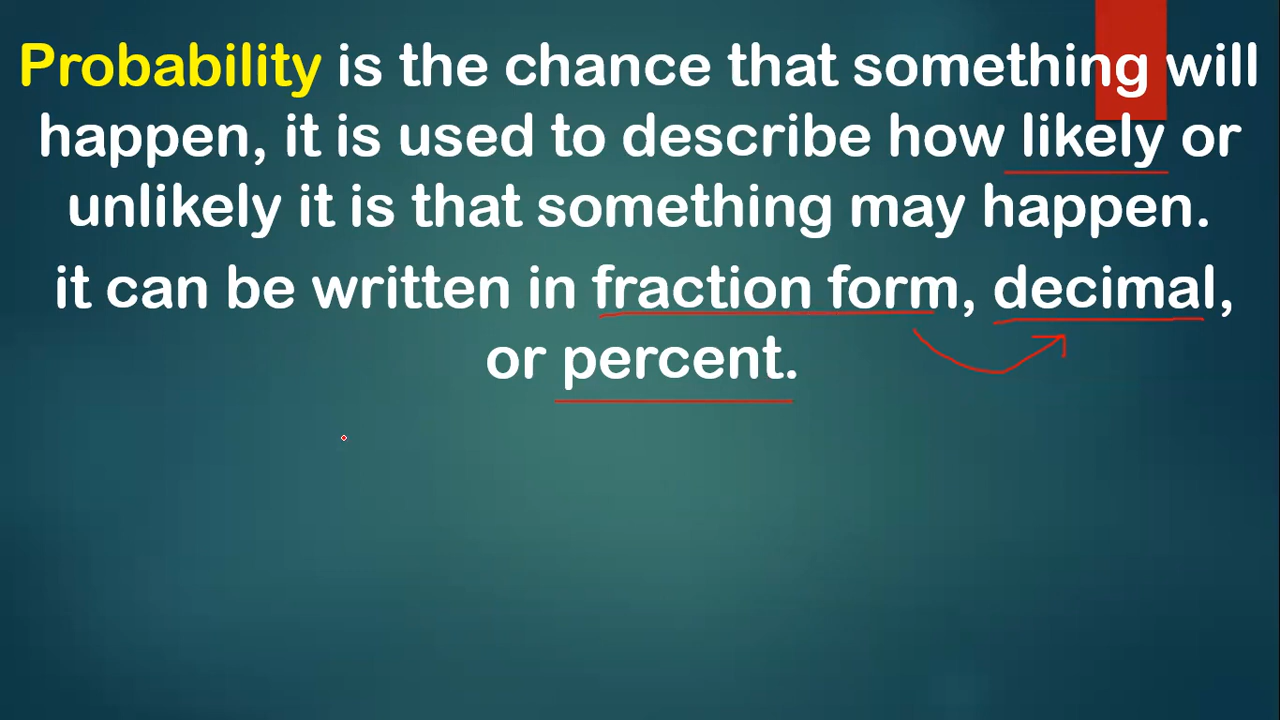 Probability is the chance that something will
happen, it is used to describe how likely or
unlikely it is that something may happen.
it can be written in fraction form, decimal,
or percent.